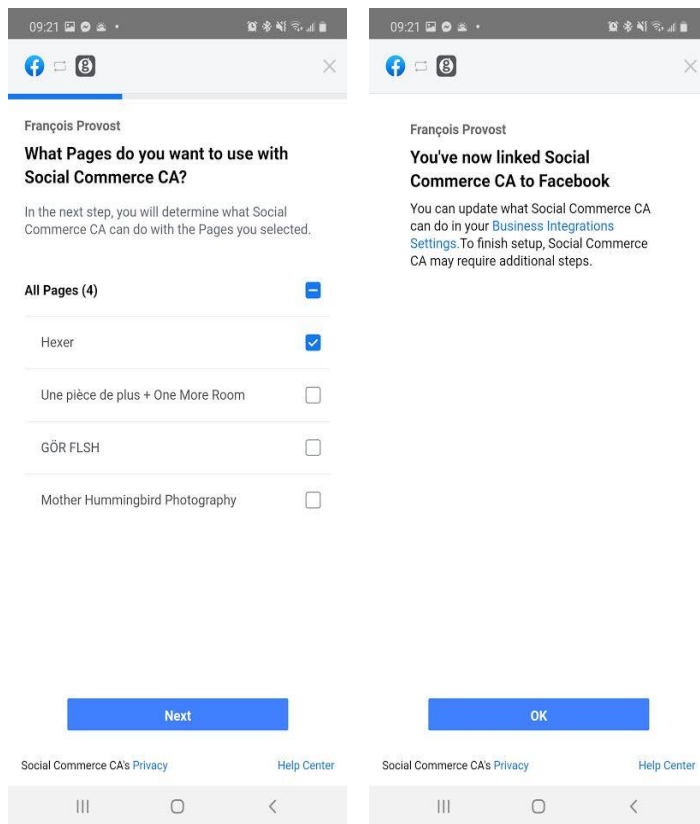 09:21
François Provost
What Pages do you want to use with
Social Commerce CA?
In the next step, you will determine what Social
Commerce CA can do with the Pages you selected.
All Pages (4)
Hexer
Une pièce de plus + One More Room
GÖR FLSH
Mother Hummingbird Photography
Next
Social Commerce CA's Privacy
Help Center
09:21
François Provost
You've now linked Social
Commerce CA to Facebook
You can update what Social Commerce CA
can do in your Business Integrations
Settings.To finish setup, Social Commerce
CA may require additional steps.
OK
Social Commerce CA's Privacy
Help Center